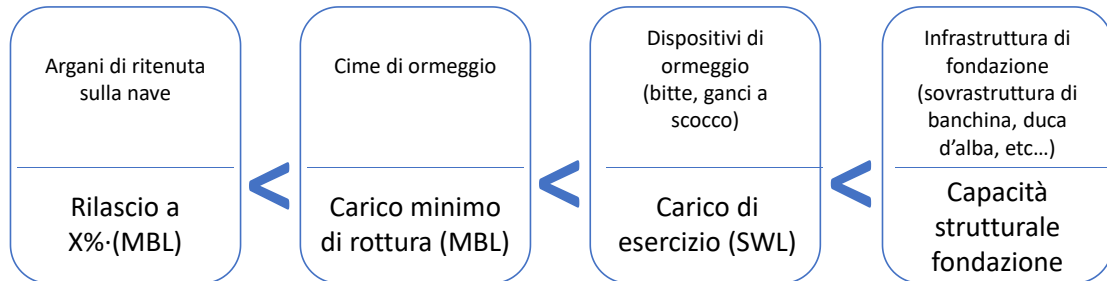 Argani di ritenuta
sulla nave
Rilascio a
X%·(MBL)
<
Cime di ormeggio
Carico minimo
di rottura (MBL)
<
Dispositivi di
ormeggio
(bitte, ganci a
scocco)
Carico di
esercizio (SWL)
<
Infrastruttura di
fondazione
(sovrastruttura di
banchina, duca
d’alba, etc…)
Capacità
strutturale
fondazione